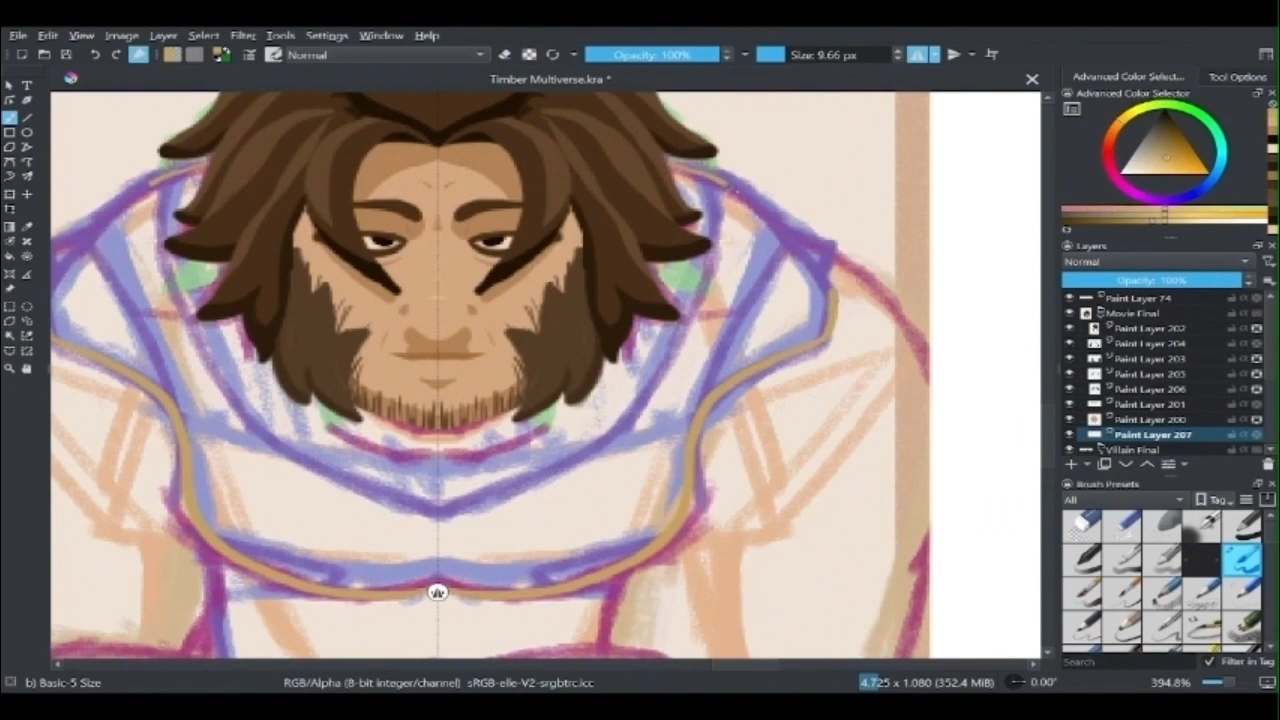 File Edit View Image Layer Select Filter Tools Settings Window Help
Normal Opacity: 100% Size: 9.66 px
Timber Multiverse.kra *
Advanced Color Select... Tool Options
Advanced Color Selector
Layers
Normal
Opacity: 100%
Paint Layer 74
Movie Final
Paint Layer 202
Paint Layer 204
Paint Layer 203
Paint Layer 205
Paint Layer 206
Paint Layer 201
Paint Layer 200
Paint Layer 207
Villain Final
Brush Presets
All Tag
Search Filter in Tag
b) Basic-5 Size RGB/Alpha (8-bit integer/channel) sRGB-elle-V2-srgbtrc.icc 4.725 x 1.080 (352.4 MiB) 0.00° 394.8%